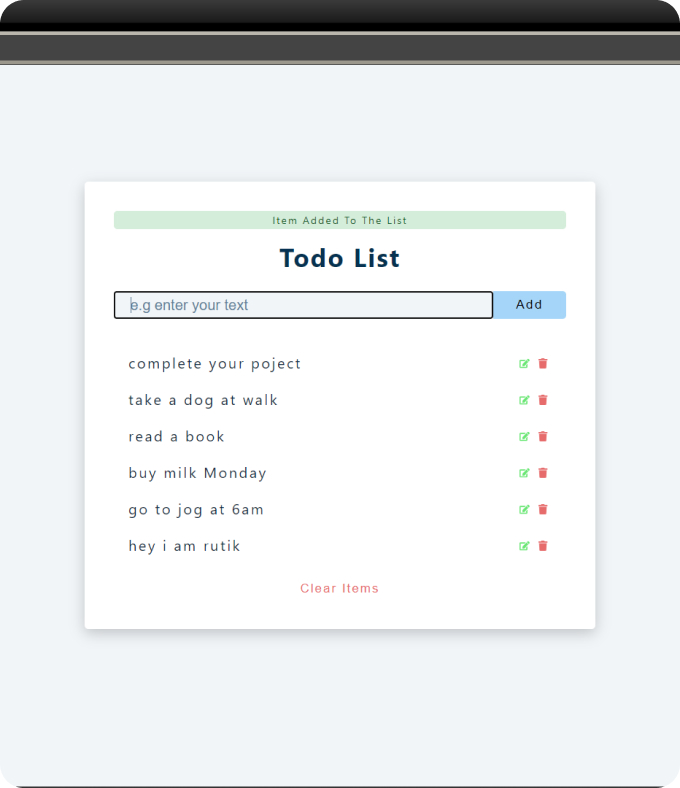 Item Added To The List
Todo List
e.g enter your text
Add
complete your poject
take a dog at walk
read a book
buy milk Monday
go to jog at 6am
hey i am rutik
Clear Items